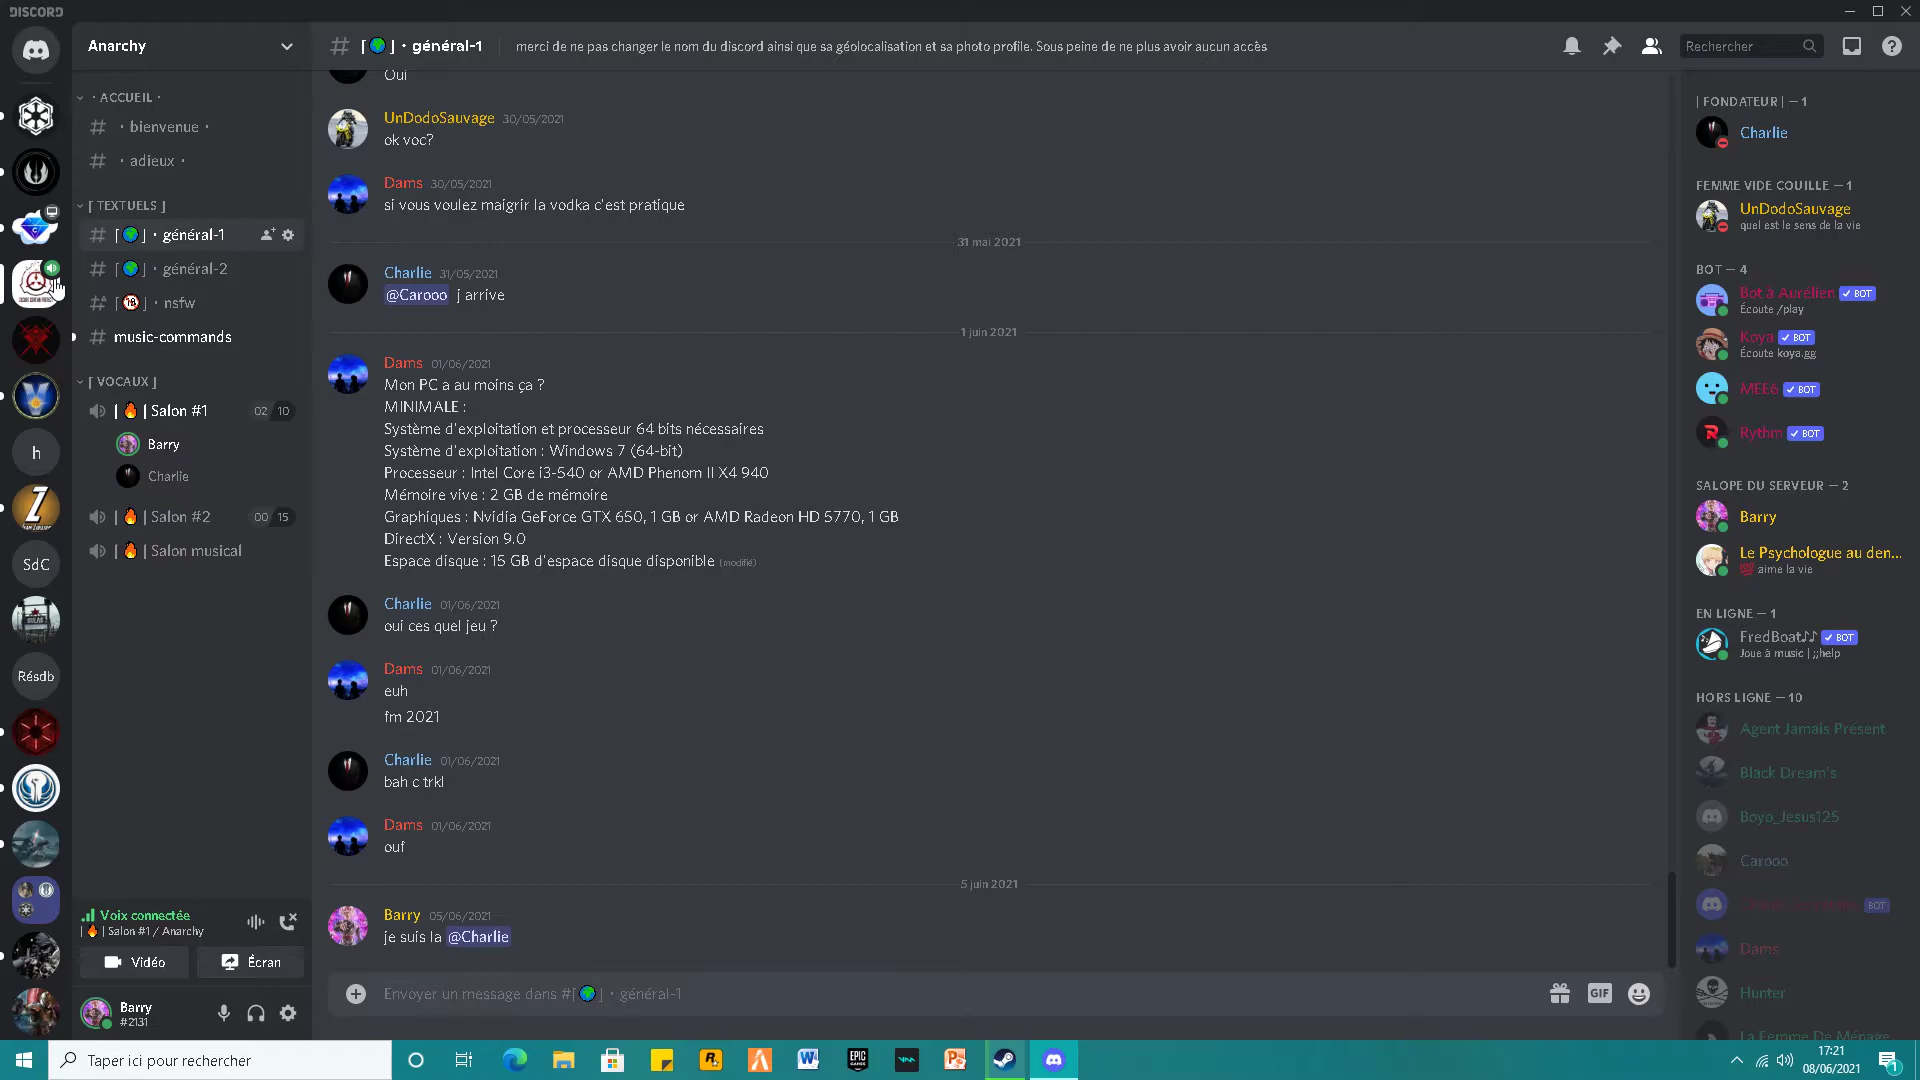 DISCORD
Anarchy
[ ] · général-1
merci de ne pas changer le nom du discord ainsi que sa géolocalisation et sa photo profile. Sous peine de ne plus avoir aucun accès
Rechercher
· ACCUEIL ·
· bienvenue ·
· adieux ·
[ TEXTUELS ]
[ ] · général-1
[ ] · général-2
[ ] · nsfw
music-commands
[ VOCAUX ]
| | Salon #1 02 10
Barry
Charlie
| | Salon #2 00 15
| | Salon musical
h
SdC
Résdb
Voix connectée
| | Salon #1 / Anarchy
Vidéo
Écran
Barry
#2131
Oui
UnDodoSauvage 30/05/2021
ok voc?
Dams 30/05/2021
si vous voulez maigrir la vodka c'est pratique
31 mai 2021
Charlie 31/05/2021
@Carooo j arrive
1 juin 2021
Dams 01/06/2021
Mon PC a au moins ça ?
MINIMALE :
Système d'exploitation et processeur 64 bits nécessaires
Système d'exploitation : Windows 7 (64-bit)
Processeur : Intel Core i3-540 or AMD Phenom II X4 940
Mémoire vive : 2 GB de mémoire
Graphiques : Nvidia GeForce GTX 650, 1 GB or AMD Radeon HD 5770, 1 GB
DirectX : Version 9.0
Espace disque : 15 GB d'espace disque disponible (modifié)
Charlie 01/06/2021
oui ces quel jeu ?
Dams 01/06/2021
euh
fm 2021
Charlie 01/06/2021
bah c trkl
Dams 01/06/2021
ouf
5 juin 2021
Barry 05/06/2021
je suis la @Charlie
Envoyer un message dans #[ ] · général-1
GIF
| FONDATEUR | — 1
Charlie
FEMME VIDE COUILLE — 1
UnDodoSauvage
quel est le sens de la vie
BOT — 4
Bot à Aurélien BOT
Écoute /play
Koya BOT
Écoute koya.gg
MEE6 BOT
Rythm BOT
SALOPE DU SERVEUR — 2
Barry
Le Psychologue au den...
aime la vie
EN LIGNE — 1
FredBoat♪♪ BOT
Joue à music | ;;help
HORS LIGNE — 10
Agent Jamais Présent
Black Dream's
Boyo_Jesus125
Carooo
BOT
Dams
Hunter
La Femme De Ménage
Taper ici pour rechercher
17:21
08/06/2021
1